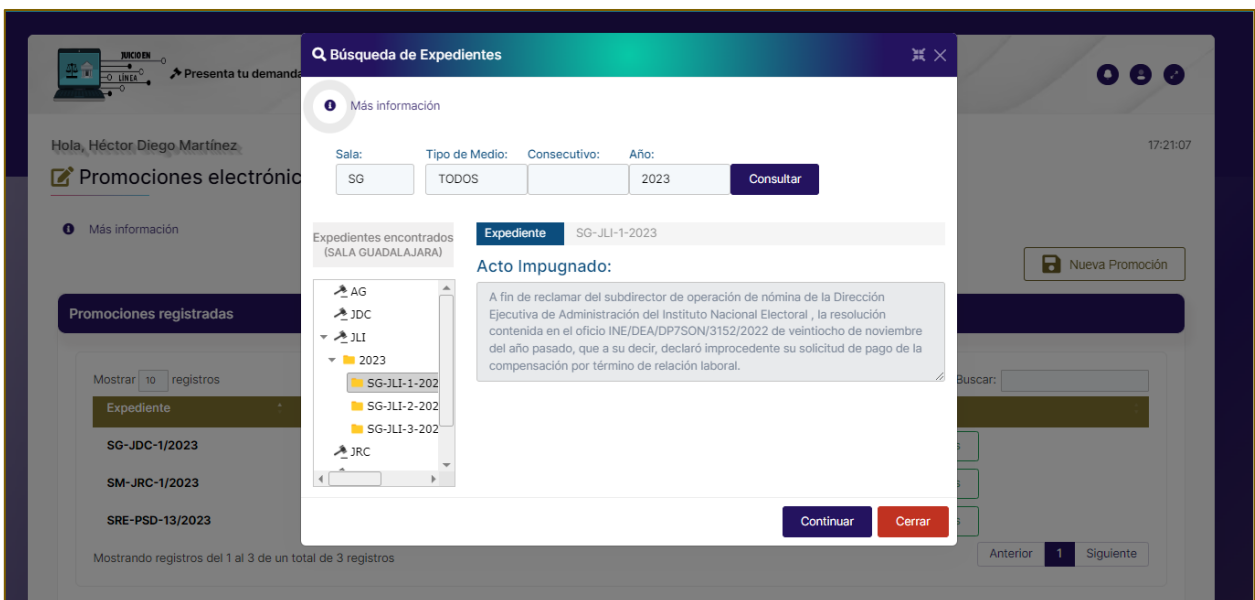 JUICIO EN
LÍNEA
Presenta tu demanda
Búsqueda de Expedientes
Más información
Hola, Héctor Diego Martínez
17:21:07
Promociones electrónic
Más información
Sala:
Tipo de Medio:
Consecutivo:
Año:
SG
TODOS
2023
Consultar
Expedientes encontrados
(SALA GUADALAJARA)
Expediente
SG-JLI-1-2023
Acto Impugnado:
A fin de reclamar del subdirector de operación de nómina de la Dirección
Ejecutiva de Administración del Instituto Nacional Electoral , la resolución
contenida en el oficio INE/DEA/DP7SON/3152/2022 de veintiocho de noviembre
del año pasado, que a su decir, declaró improcedente su solicitud de pago de la
compensación por término de relación laboral.
AG
JDC
JLI
2023
SG-JLI-1-202
SG-JLI-2-202
SG-JLI-3-202
JRC
Continuar
Cerrar
Nueva Promoción
Promociones registradas
Mostrar 10 registros
Buscar:
Expediente
SG-JDC-1/2023
SM-JRC-1/2023
SRE-PSD-13/2023
Mostrando registros del 1 al 3 de un total de 3 registros
Anterior 1 Siguiente